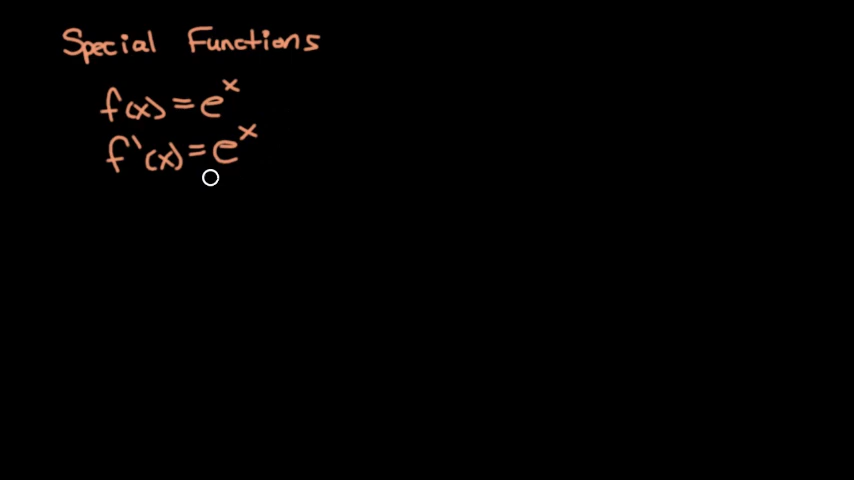 Special Functions
f(x) = e^x
f'(x) = e^x